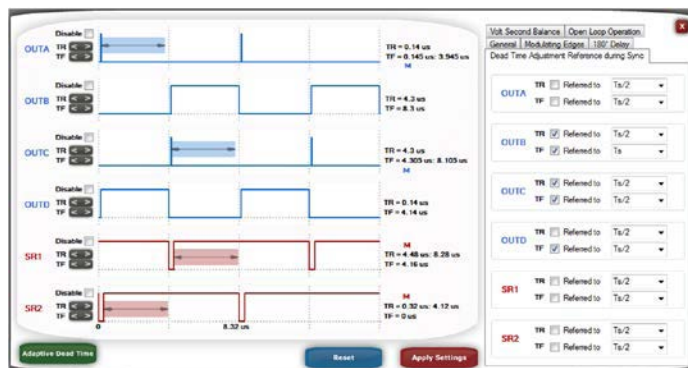 Disable
OUTA TR < >
TF < >
TR = 0.14 us
TF = 0.145 us: 3.945 us
M
Disable
OUTB TR < >
TF < >
TR = 4.3 us
TF = 8.3 us
Disable
OUTC TR < >
TF < >
TR = 4.3 us
TF = 4.305 us: 8.105 us
M
Disable
OUTD TR < >
TF < >
TR = 0.14 us
TF = 4.14 us
Disable
SR1 TR < >
TF < >
M
TR = 4.48 us: 8.28 us
TF = 4.16 us
Disable
SR2 TR < >
TF < >
M
TR = 0.32 us: 4.12 us
TF = 0 us
0 8.32 us
Adaptive Dead Time
Reset
Apply Settings
X
Volt Second Balance Open Loop Operation
General Modulating Edges 180° Delay
Dead Time Adjustment Reference during Sync
OUTA TR Referred to Ts/2
TF Referred to Ts/2
OUTB TR Referred to Ts/2
TF Referred to Ts
OUTC TR Referred to Ts/2
TF Referred to Ts/2
OUTD TR Referred to Ts/2
TF Referred to Ts/2
SR1 TR Referred to Ts/2
TF Referred to Ts/2
SR2 TR Referred to Ts/2
TF Referred to Ts/2